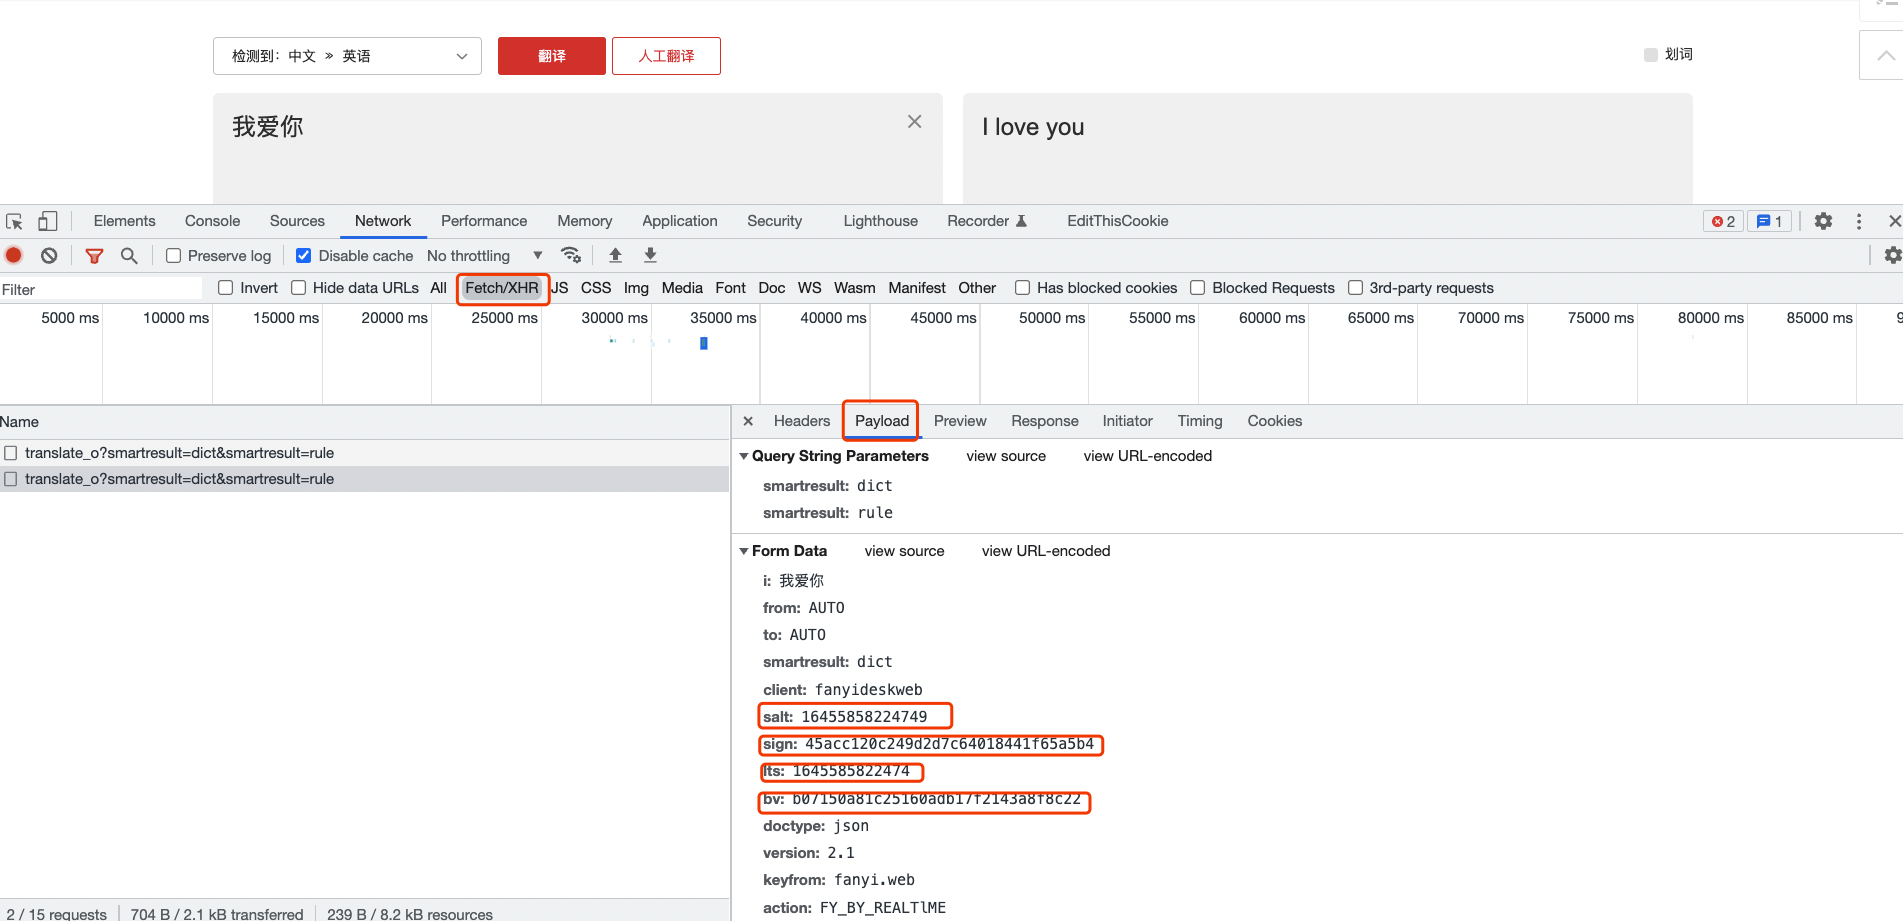 检测到：中文 » 英语 翻译 人工翻译 划词
我爱你 I love you
Elements Console Sources Network Performance Memory Application Security Lighthouse Recorder EditThisCookie 2 1
Preserve log Disable cache No throttling
Filter Invert Hide data URLs All Fetch/XHR JS CSS Img Media Font Doc WS Wasm Manifest Other Has blocked cookies Blocked Requests 3rd-party requests
5000 ms 10000 ms 15000 ms 20000 ms 25000 ms 30000 ms 35000 ms 40000 ms 45000 ms 50000 ms 55000 ms 60000 ms 65000 ms 70000 ms 75000 ms 80000 ms 85000 ms 9
Name
translate_o?smartresult=dict&smartresult=rule
translate_o?smartresult=dict&smartresult=rule
Headers Payload Preview Response Initiator Timing Cookies
Query String Parameters view source view URL-encoded
smartresult: dict
smartresult: rule
Form Data view source view URL-encoded
i: 我爱你
from: AUTO
to: AUTO
smartresult: dict
client: fanyideskweb
salt: 16455858224749
sign: 45acc120c249d2d7c64018441f65a5b4
lts: 1645585822474
bv: b07150a81c25160adb17f2143a8f8c22
doctype: json
version: 2.1
keyfrom: fanyi.web
action: FY_BY_REALTlME
2 / 15 requests 704 B / 2.1 kB transferred 239 B / 8.2 kB resources